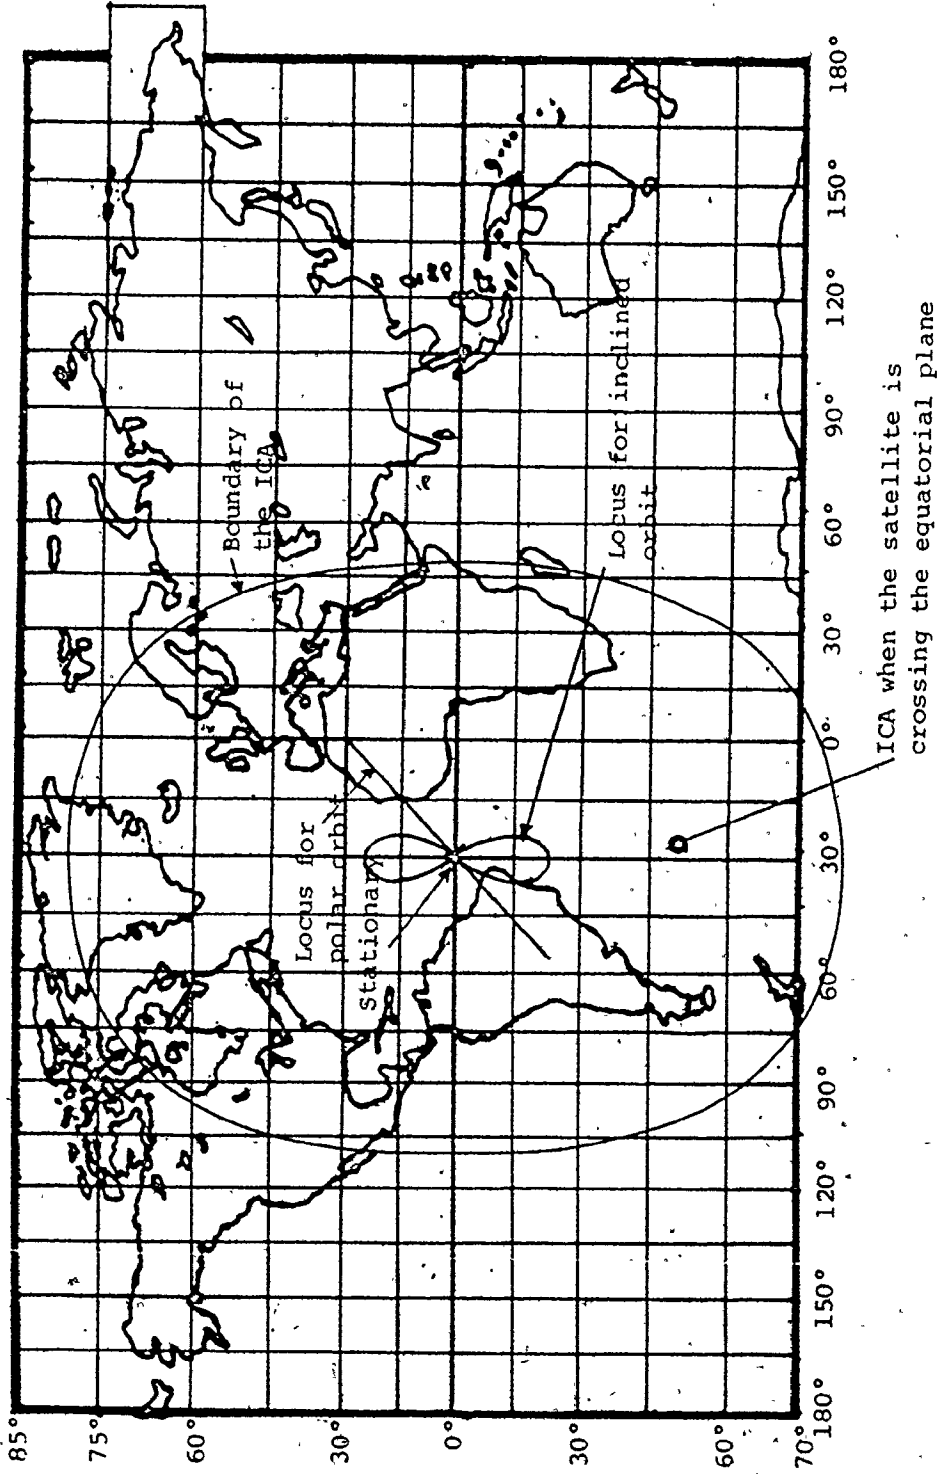 85°
75°
60°
30°
0°
30°
60°
70°
180°
150°
120°
90°
60°
30°
0°
30°
60°
90°
120°
150°
180°
Boundary of
the ICA
Locus for
polar orbit
stationary
Locus for inclined
orbit
ICA when the satellite is
crossing the equatorial plane